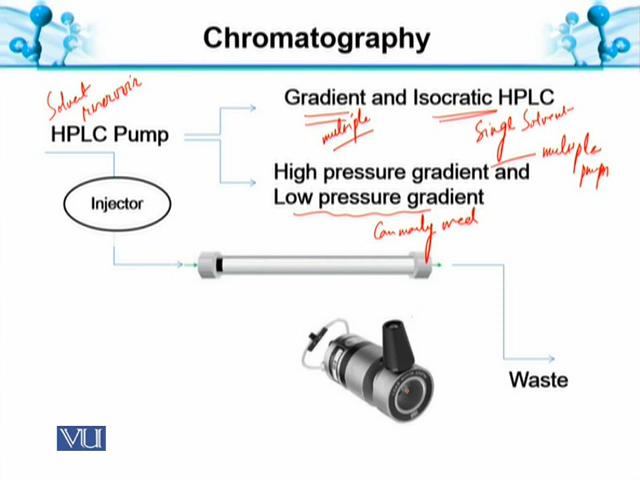 Chromatography
Solvent
reservoir
HPLC Pump
Gradient and Isocratic HPLC
multiple
Single Solvent
High pressure gradient and
multiple
pumps
Low pressure gradient
Commonly used
Injector
Waste
VU